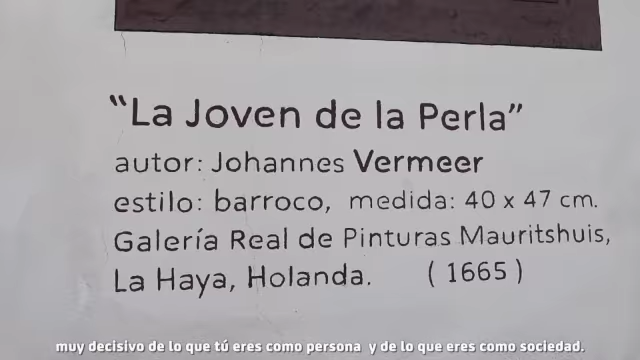 “La Joven de la Perla”
autor: Johannes Vermeer
estilo: barroco, medida: 40 x 47 cm.
Galería Real de Pinturas Mauritshuis,
La Haya, Holanda. ( 1665 )
muy decisivo de lo que tú eres como persona y de lo que eres como sociedad.